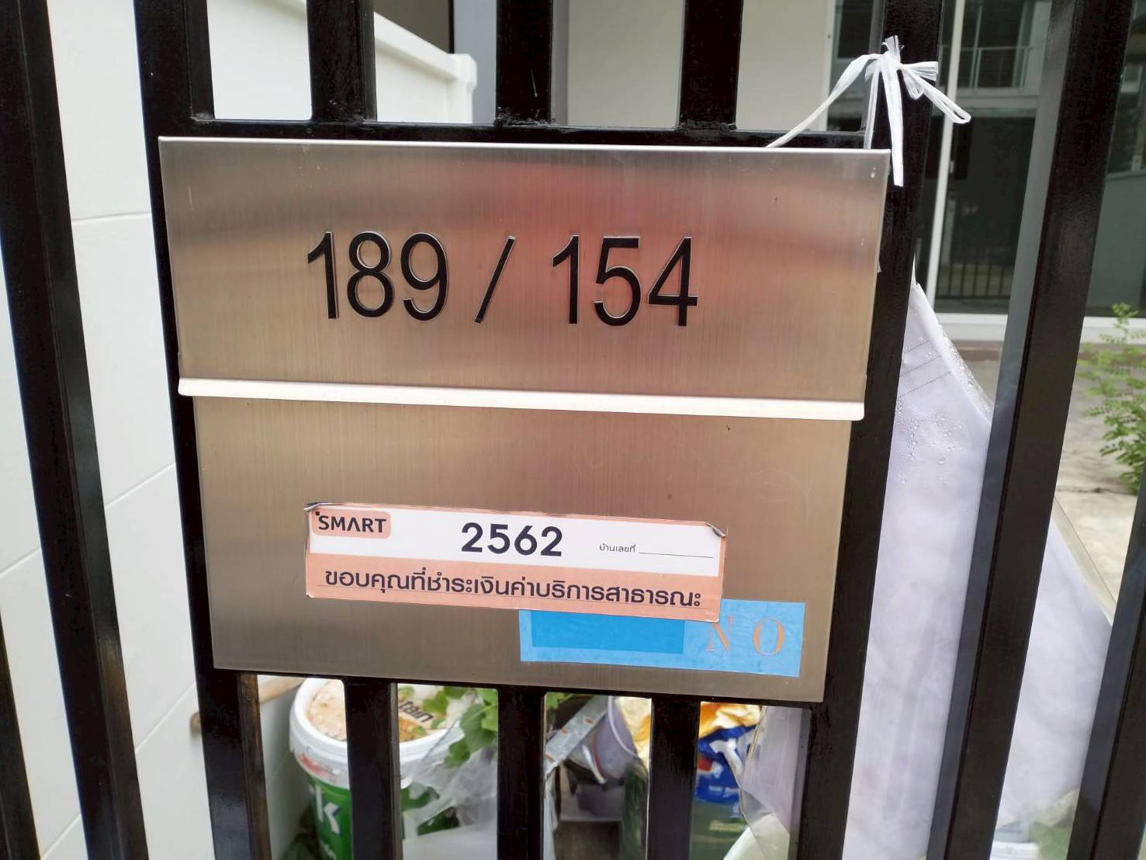 189 / 154
SMART 2562 บ้านเลขที่
ขอบคุณที่ชำระเงินค่าบริการสาธารณะ
NO
K